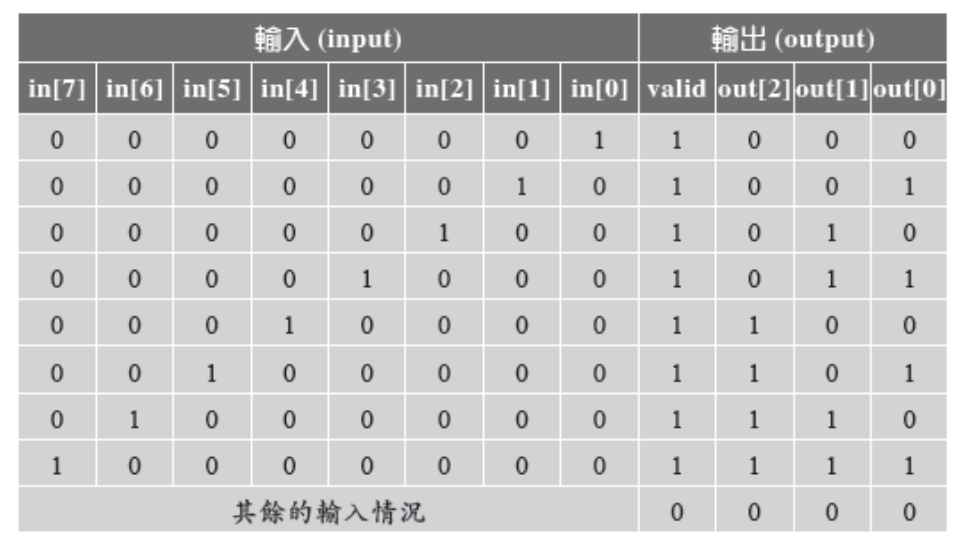 輸入 (input) 輸出 (output)
in[7] in[6] in[5] in[4] in[3] in[2] in[1] in[0] valid out[2] out[1] out[0]
0 0 0 0 0 0 0 1 1 0 0 0
0 0 0 0 0 0 1 0 1 0 0 1
0 0 0 0 0 1 0 0 1 0 1 0
0 0 0 0 1 0 0 0 1 0 1 1
0 0 0 1 0 0 0 0 1 1 0 0
0 0 1 0 0 0 0 0 1 1 0 1
0 1 0 0 0 0 0 0 1 1 1 0
1 0 0 0 0 0 0 0 1 1 1 1
其餘的輸入情況 0 0 0 0